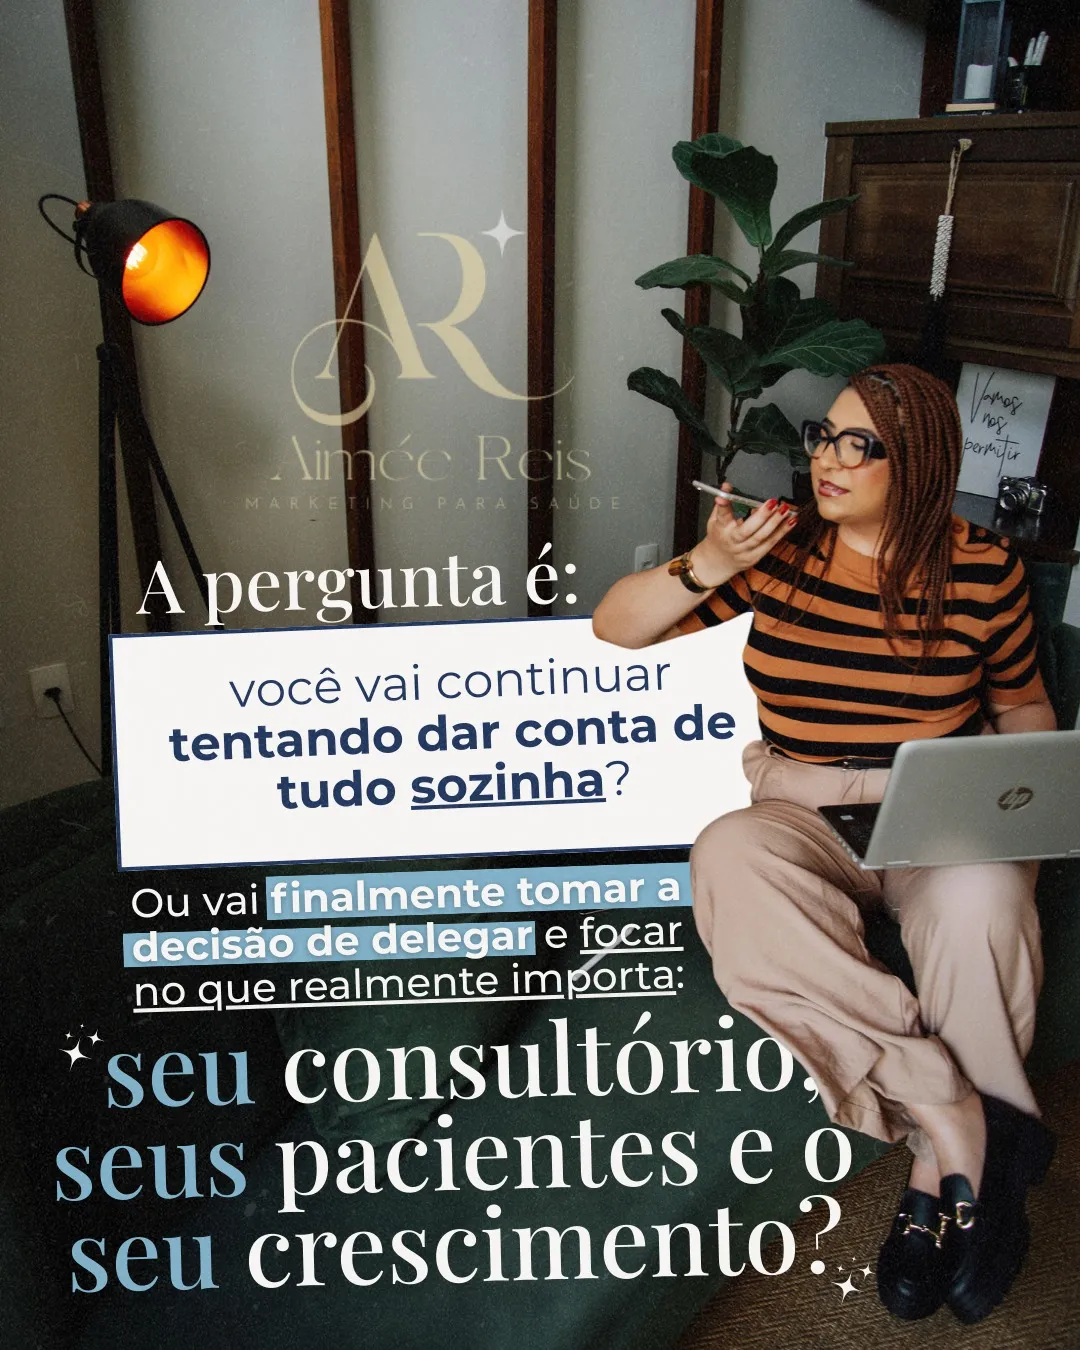 AR
Aimée Reis
MARKETING PARA SAÚDE
Vamos
nos
permitir
A pergunta é:
você vai continuar
tentando dar conta de
tudo sozinha?
hp
Ou vai finalmente tomar a
decisão de delegar e focar
no que realmente importa:
seu consultório,
seus pacientes e o
seu crescimento?